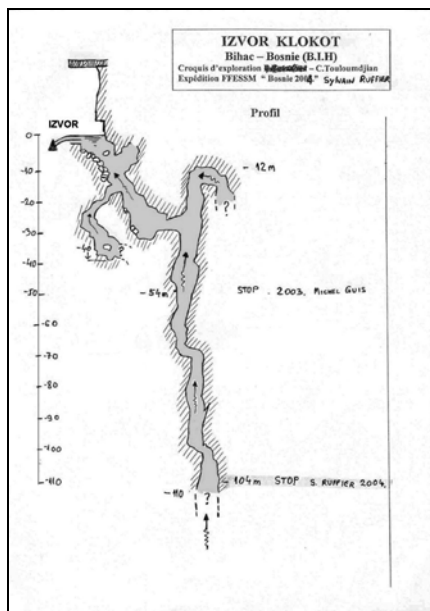 IZVOR KLOKOT
Bihac – Bosnie (B.I.H)
Croquis d'exploration – C.Touloumdjian
Expédition FFESSM " Bosnie 2004" SYLVAIN RUFFIER
Profil
IZVOR
0
-10
-12m
-20
?
-30
-40
-40
?
-50
-54m
STOP . 2003. MICHEL GUIS
-60
-70
-80
-90
-100
-104m STOP S. RUFFIER 2004.
-110
-110
?